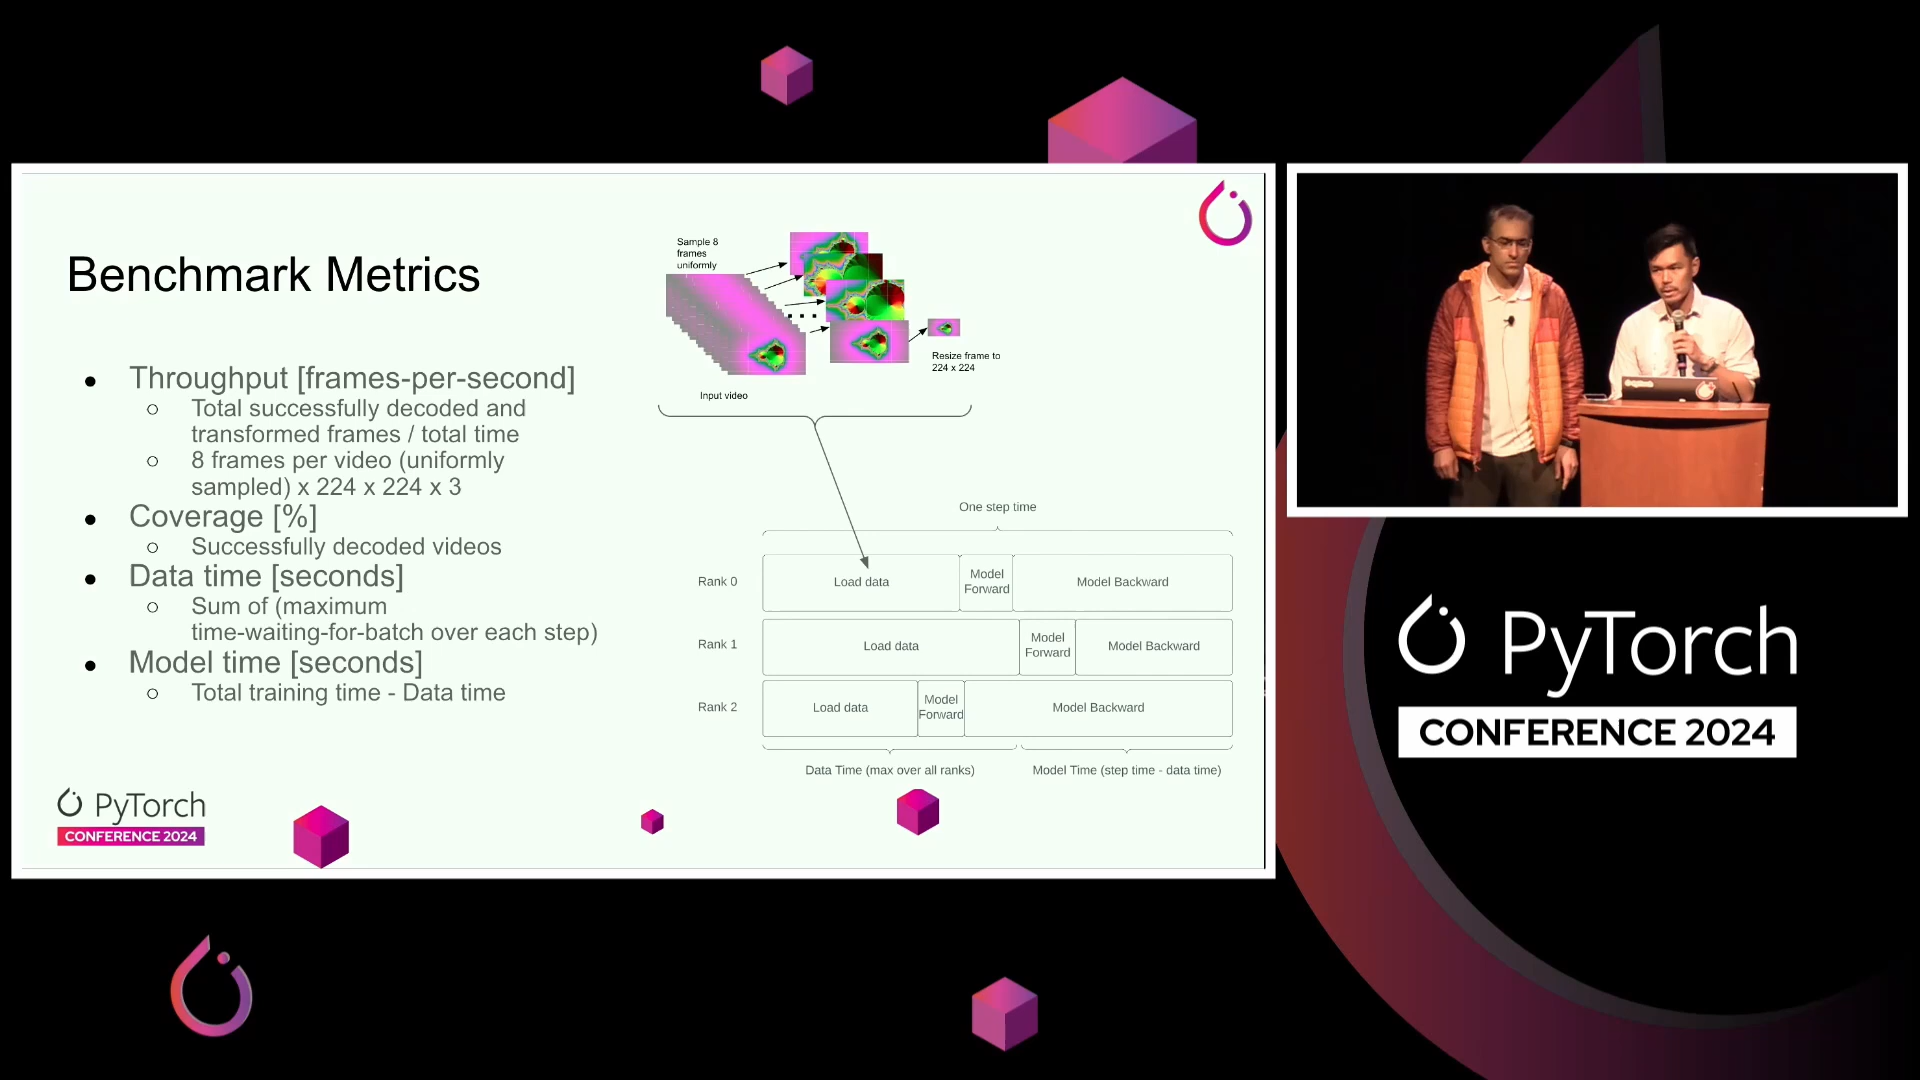 Benchmark Metrics
Throughput [frames-per-second]
Total successfully decoded and
transformed frames / total time
8 frames per video (uniformly
sampled) x 224 x 224 x 3
Coverage [%]
Successfully decoded videos
Data time [seconds]
Sum of (maximum
time-waiting-for-batch over each step)
Model time [seconds]
Total training time - Data time
Sample 8
frames
uniformly
Resize frame to
224 x 224
Input video
One step time
Rank 0
Load data
Model
Forward
Model Backward
Rank 1
Load data
Model
Forward
Model Backward
Rank 2
Load data
Model
Forward
Model Backward
Data Time (max over all ranks)
Model Time (step time - data time)
PyTorch
CONFERENCE 2024
PyTorch
PyTorch
CONFERENCE 2024